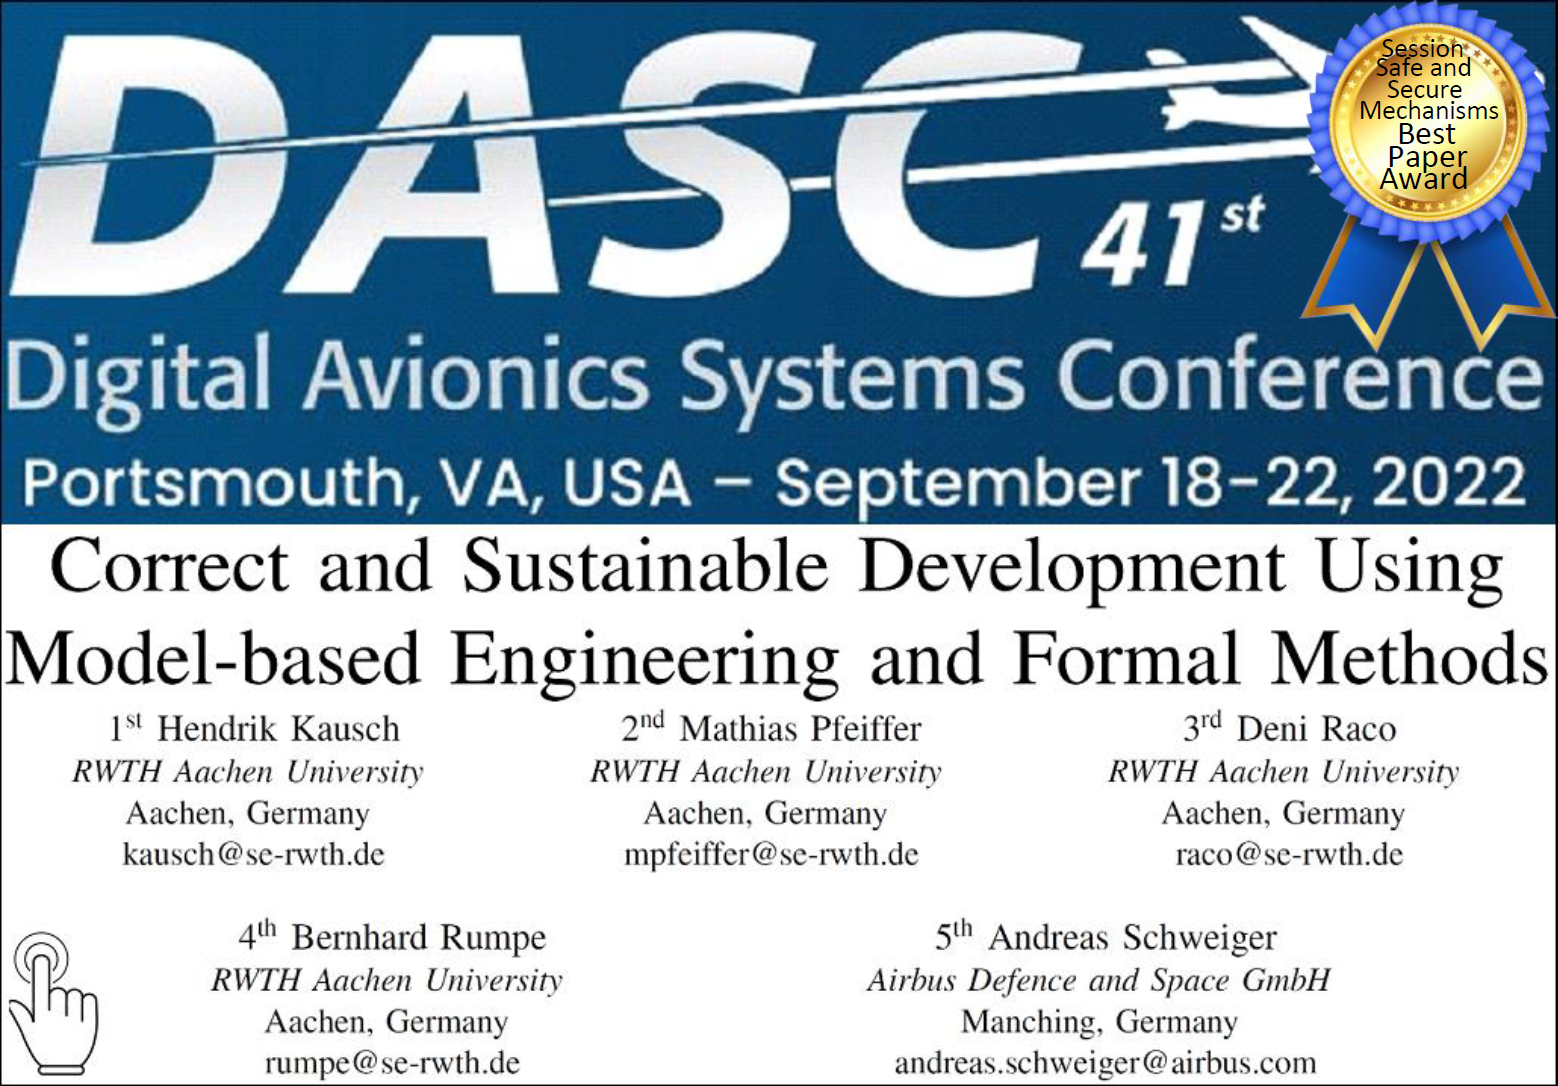 DASC 41st
Session
Safe and
Secure
Mechanisms
Best
Paper
Award
Digital Avionics Systems Conference
Portsmouth, VA, USA – September 18-22, 2022
Correct and Sustainable Development Using
Model-based Engineering and Formal Methods
1st Hendrik Kausch
RWTH Aachen University
Aachen, Germany
kausch@se-rwth.de
2nd Mathias Pfeiffer
RWTH Aachen University
Aachen, Germany
mpfeiffer@se-rwth.de
3rd Deni Raco
RWTH Aachen University
Aachen, Germany
raco@se-rwth.de
4th Bernhard Rumpe
RWTH Aachen University
Aachen, Germany
rumpe@se-rwth.de
5th Andreas Schweiger
Airbus Defence and Space GmbH
Manching, Germany
andreas.schweiger@airbus.com